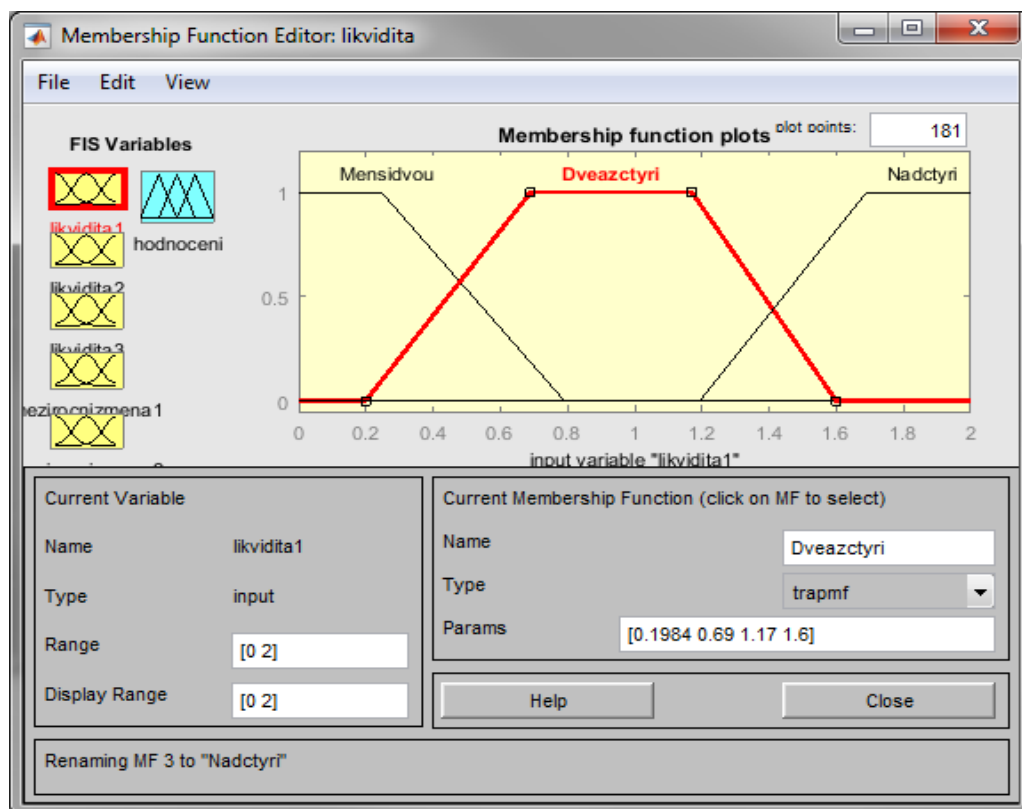 Membership Function Editor: likvidita
File Edit View
FIS Variables
likvidita1
hodnoceni
likvidita2
likvidita3
ezirocnizmena1
Membership function plots
plot points:
181
Mensidvou
Dveazctyri
Nadctyri
1
0.5
0
0 0.2 0.4 0.6 0.8 1 1.2 1.4 1.6 1.8 2
input variable "likvidita1"
Current Variable
Name likvidita1
Type input
Range [0 2]
Display Range [0 2]
Current Membership Function (click on MF to select)
Name Dveazctyri
Type trapmf
Params [0.1984 0.69 1.17 1.6]
Help Close
Renaming MF 3 to "Nadctyri"